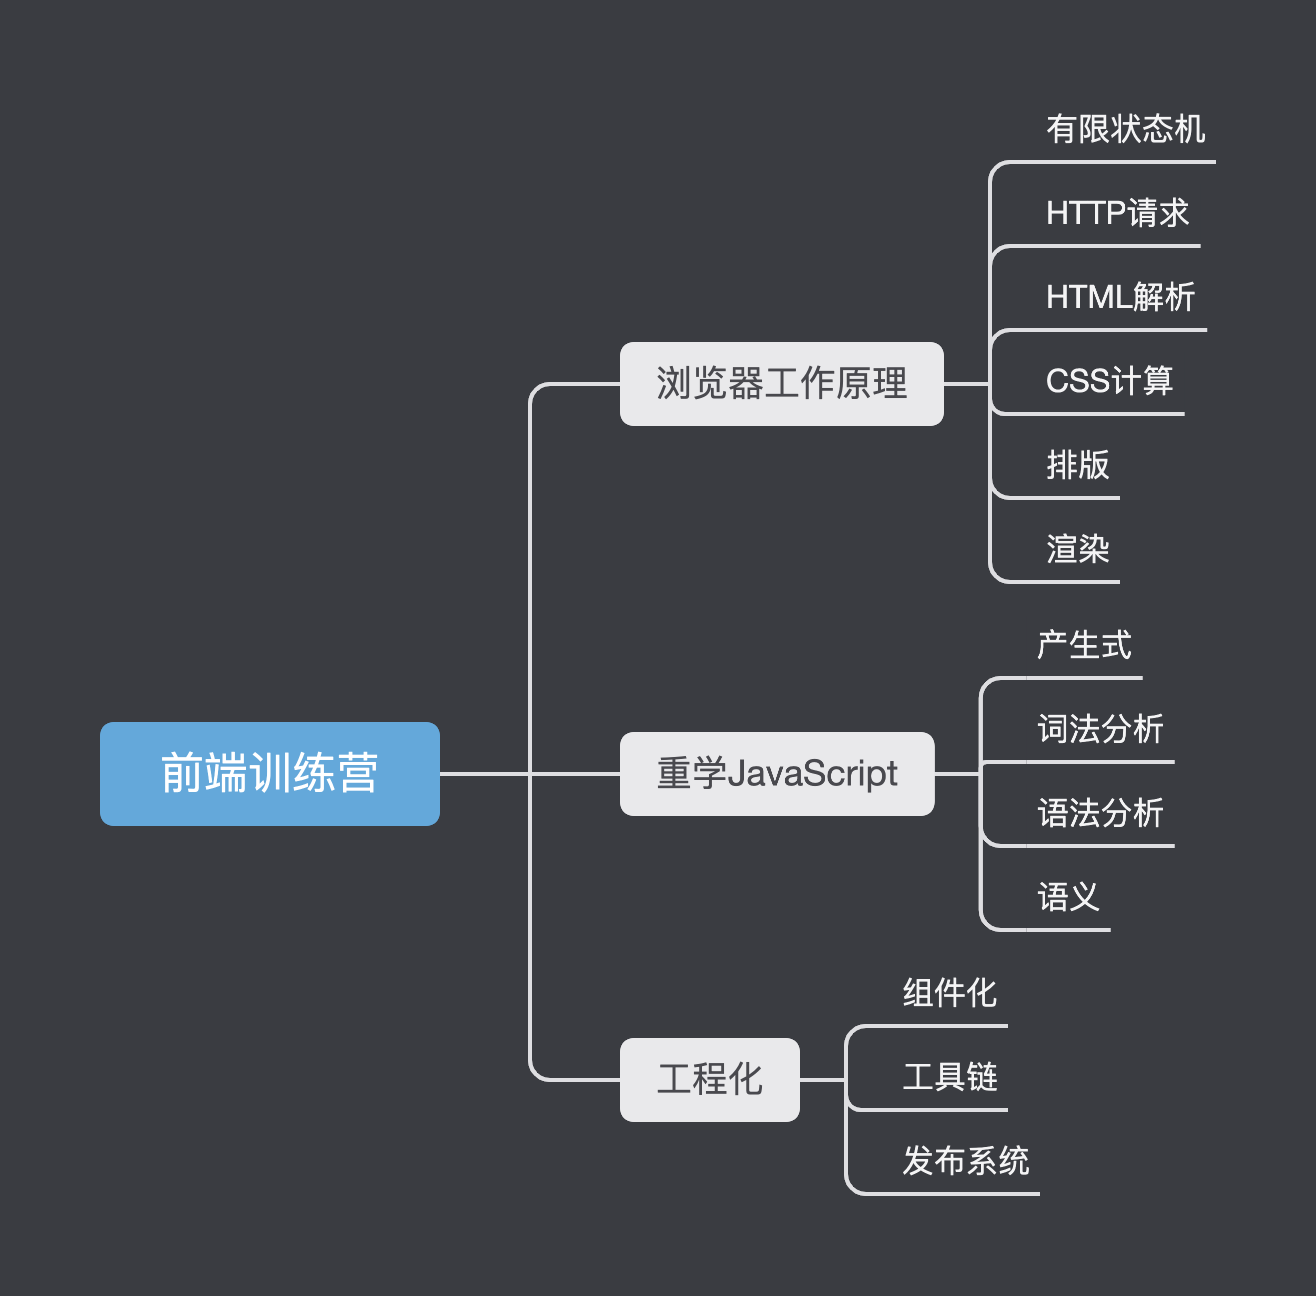 前端训练营
浏览器工作原理
有限状态机
HTTP请求
HTML解析
CSS计算
排版
渲染
重学JavaScript
产生式
词法分析
语法分析
语义
工程化
组件化
工具链
发布系统